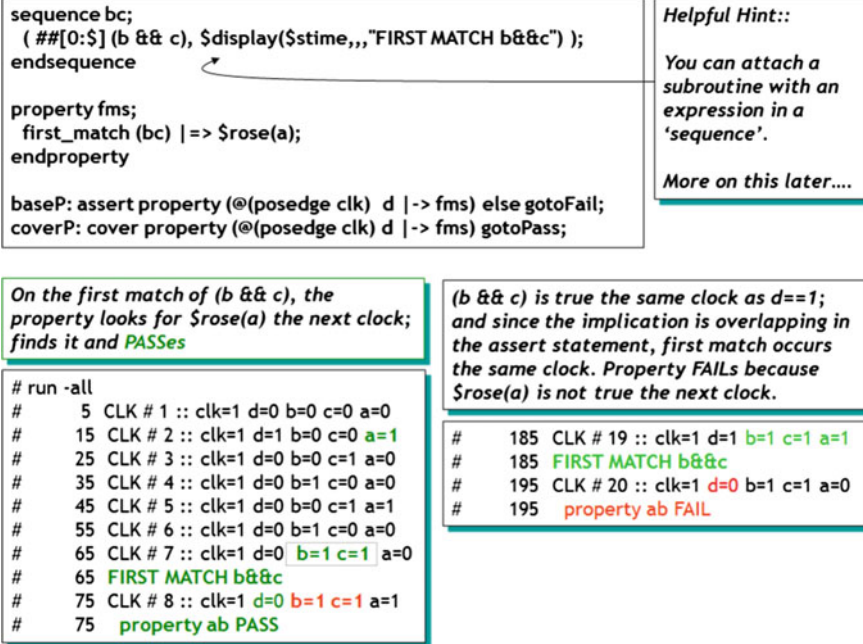 sequence bc;
( ##[0:$] (b && c), $display($stime,,,"FIRST MATCH b&&c") );
endsequence
property fms;
first_match (bc) |=> $rose(a);
endproperty
baseP: assert property (@(posedge clk) d |-> fms) else gotoFail;
coverP: cover property (@(posedge clk) d |-> fms) gotoPass;
Helpful Hint::
You can attach a
subroutine with an
expression in a
‘sequence’.
More on this later....
On the first match of (b && c), the
property looks for $rose(a) the next clock;
finds it and PASSes
# run -all
# 5 CLK # 1 :: clk=1 d=0 b=0 c=0 a=0
# 15 CLK # 2 :: clk=1 d=1 b=0 c=0 a=1
# 25 CLK # 3 :: clk=1 d=0 b=0 c=1 a=0
# 35 CLK # 4 :: clk=1 d=0 b=1 c=0 a=0
# 45 CLK # 5 :: clk=1 d=0 b=0 c=1 a=1
# 55 CLK # 6 :: clk=1 d=0 b=1 c=0 a=0
# 65 CLK # 7 :: clk=1 d=0 b=1 c=1 a=0
# 65 FIRST MATCH b&&c
# 75 CLK # 8 :: clk=1 d=0 b=1 c=1 a=1
# 75 property ab PASS
(b && c) is true the same clock as d==1;
and since the implication is overlapping in
the assert statement, first match occurs
the same clock. Property FAILs because
$rose(a) is not true the next clock.
# 185 CLK # 19 :: clk=1 d=1 b=1 c=1 a=1
# 185 FIRST MATCH b&&c
# 195 CLK # 20 :: clk=1 d=0 b=1 c=1 a=0
# 195 property ab FAIL